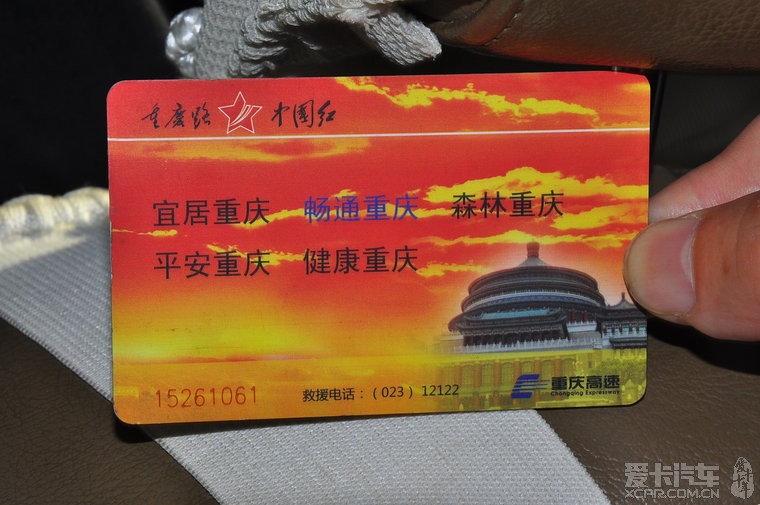 重庆路 中国红
宜居重庆 畅通重庆 森林重庆
平安重庆 健康重庆
15261061 救援电话：（023）12122
重庆高速
Chongqing Expressway
爱卡汽车
XCAR.COM.CN